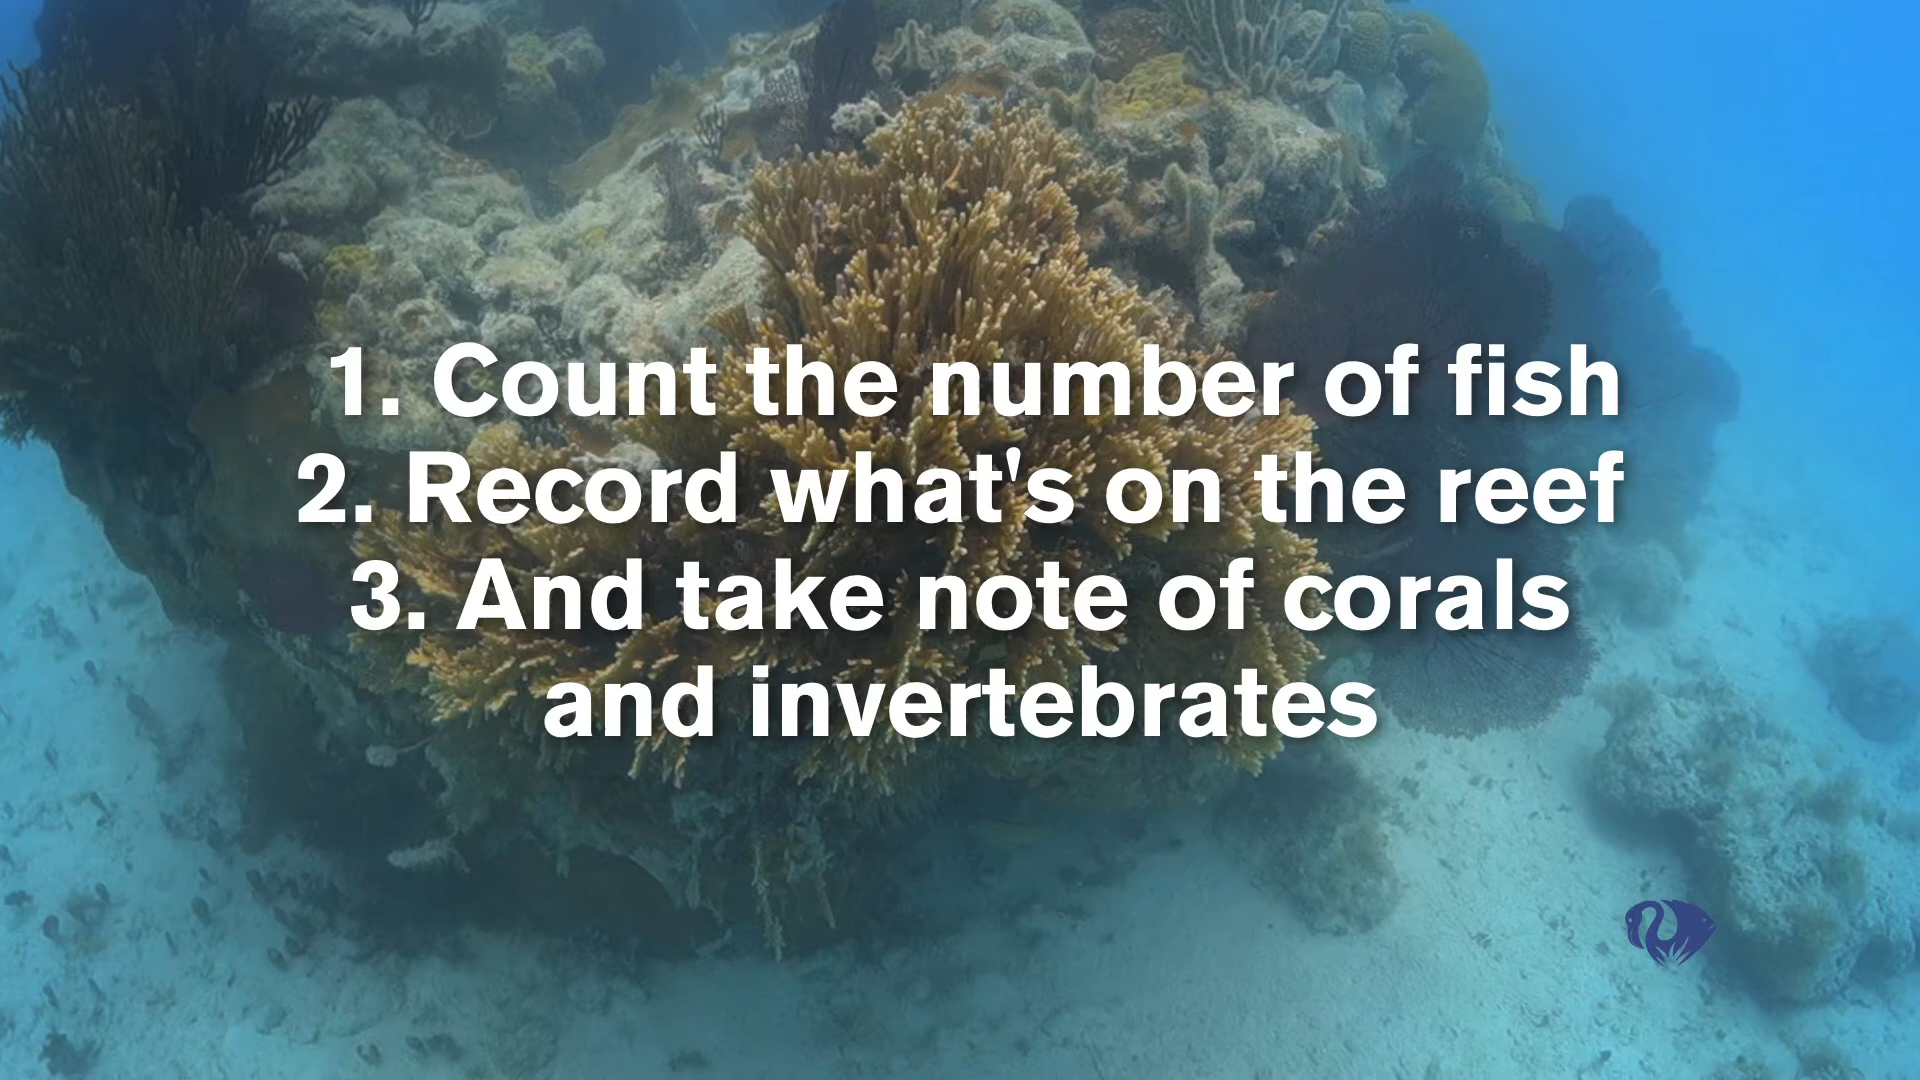 1. Count the number of fish
2. Record what's on the reef
3. And take note of corals
and invertebrates